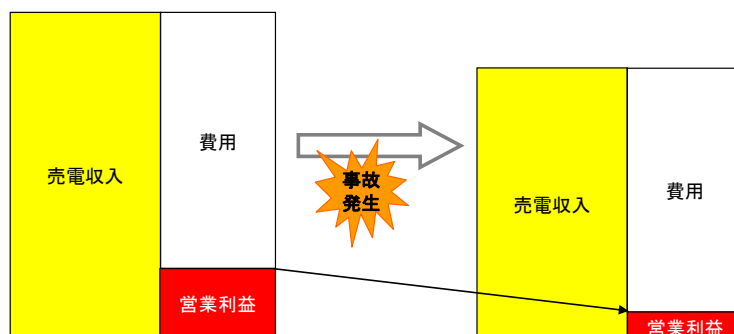 費用
売電収入
営業利益
事故
発生
費用
売電収入
営業利益